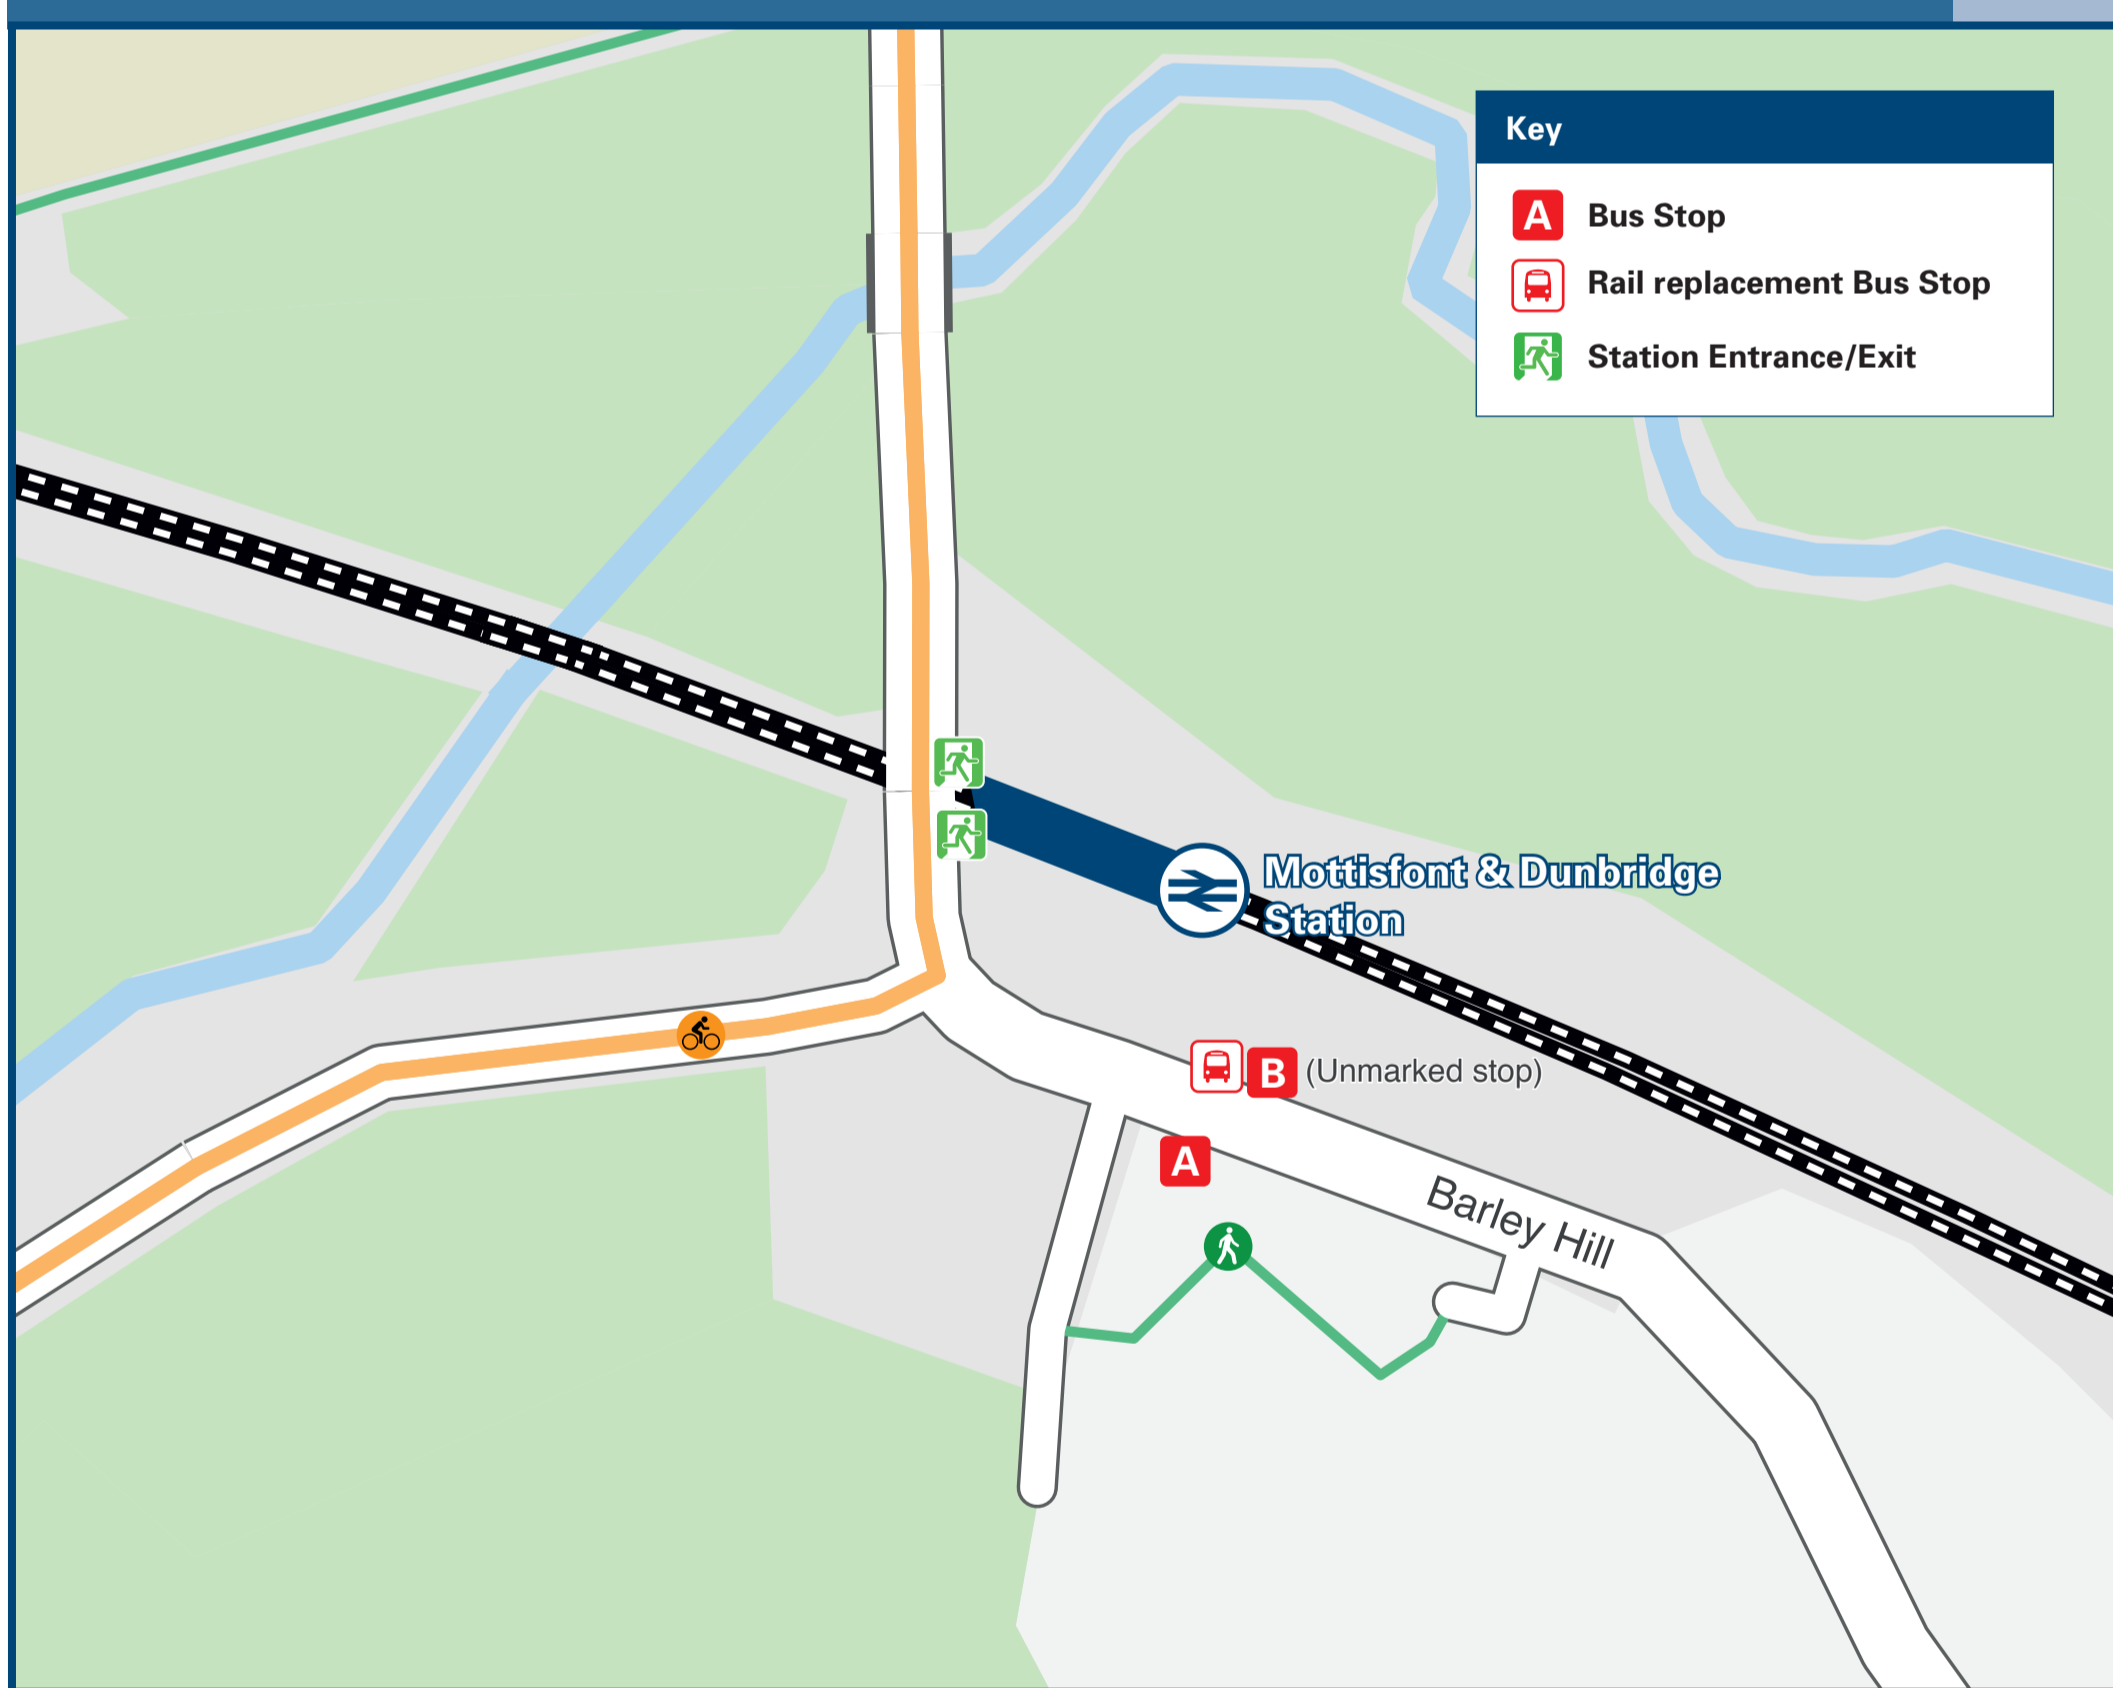 Key
A Bus Stop
Rail replacement Bus Stop
Station Entrance/Exit
Mottisfont & Dunbridge
Station
B (Unmarked stop)
A
Barley Hill